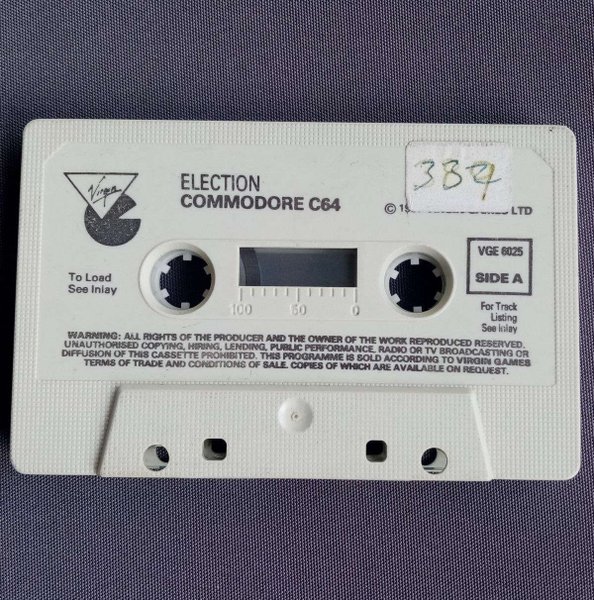 Virgin
ELECTION
COMMODORE C64
384
© 1 LTD
To Load
See Inlay
100 50 0
VGE 6025
SIDE A
For Track
Listing
See Inlay
WARNING: ALL RIGHTS OF THE PRODUCER AND THE OWNER OF THE WORK REPRODUCED RESERVED.
UNAUTHORISED COPYING, HIRING, LENDING, PUBLIC PERFORMANCE, RADIO OR TV BROADCASTING OR
DIFFUSION OF THIS CASSETTE PROHIBITED. THIS PROGRAMME IS SOLD ACCORDING TO VIRGIN GAMES
TERMS OF TRADE AND CONDITIONS OF SALE. COPIES OF WHICH ARE AVAILABLE ON REQUEST.